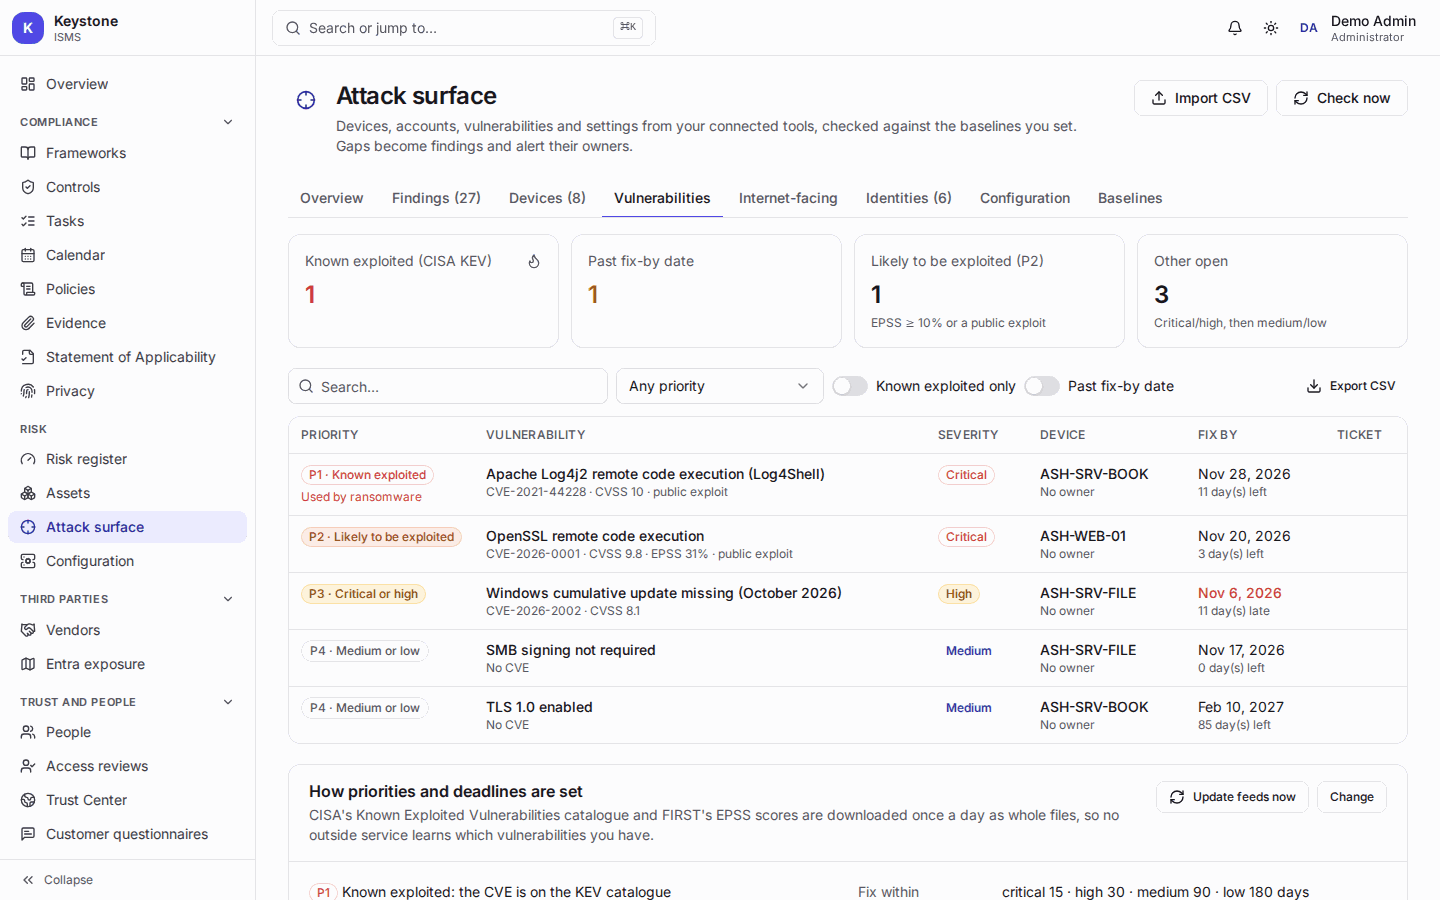 K
Keystone
ISMS
Search or jump to...
⌘K
DA
Demo Admin
Administrator
Overview
COMPLIANCE
Frameworks
Controls
Tasks
Calendar
Policies
Evidence
Statement of Applicability
Privacy
RISK
Risk register
Assets
Attack surface
Configuration
THIRD PARTIES
Vendors
Entra exposure
TRUST AND PEOPLE
People
Access reviews
Trust Center
Customer questionnaires
Collapse
Attack surface
Devices, accounts, vulnerabilities and settings from your connected tools, checked against the baselines you set.
Gaps become findings and alert their owners.
Import CSV
Check now
Overview
Findings (27)
Devices (8)
Vulnerabilities
Internet-facing
Identities (6)
Configuration
Baselines
Known exploited (CISA KEV)
1
Past fix-by date
1
Likely to be exploited (P2)
1
EPSS ≥ 10% or a public exploit
Other open
3
Critical/high, then medium/low
Search...
Any priority
Known exploited only
Past fix-by date
Export CSV
PRIORITY VULNERABILITY SEVERITY DEVICE FIX BY TICKET
P1 · Known exploited Apache Log4j2 remote code execution (Log4Shell) Critical ASH-SRV-BOOK Nov 28, 2026
Used by ransomware CVE-2021-44228 · CVSS 10 · public exploit No owner 11 day(s) left
P2 · Likely to be exploited OpenSSL remote code execution Critical ASH-WEB-01 Nov 20, 2026
CVE-2026-0001 · CVSS 9.8 · EPSS 31% · public exploit No owner 3 day(s) left
P3 · Critical or high Windows cumulative update missing (October 2026) High ASH-SRV-FILE Nov 6, 2026
CVE-2026-2002 · CVSS 8.1 No owner 11 day(s) late
P4 · Medium or low SMB signing not required Medium ASH-SRV-FILE Nov 17, 2026
No CVE No owner 0 day(s) left
P4 · Medium or low TLS 1.0 enabled Medium ASH-SRV-BOOK Feb 10, 2027
No CVE No owner 85 day(s) left
How priorities and deadlines are set
CISA's Known Exploited Vulnerabilities catalogue and FIRST's EPSS scores are downloaded once a day as whole files, so no
outside service learns which vulnerabilities you have.
Update feeds now
Change
P1 Known exploited: the CVE is on the KEV catalogue Fix within critical 15 · high 30 · medium 90 · low 180 days